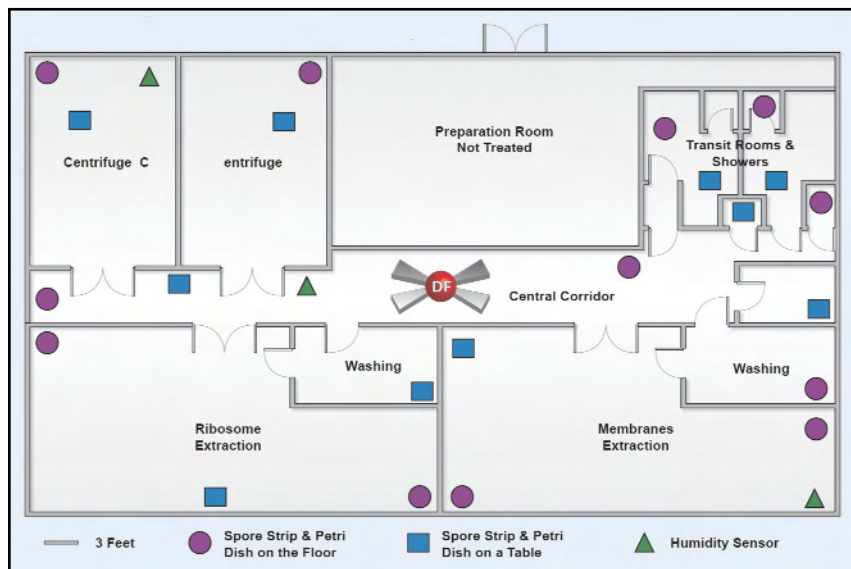 Preparation Room
Not Treated
Transit Rooms &
Showers
Centrifuge C
entrifuge
DF
Central Corridor
Washing
Washing
Ribosome
Extraction
Membranes
Extraction
3 Feet
Spore Strip & Petri
Dish on the Floor
Spore Strip & Petri
Dish on a Table
Humidity Sensor